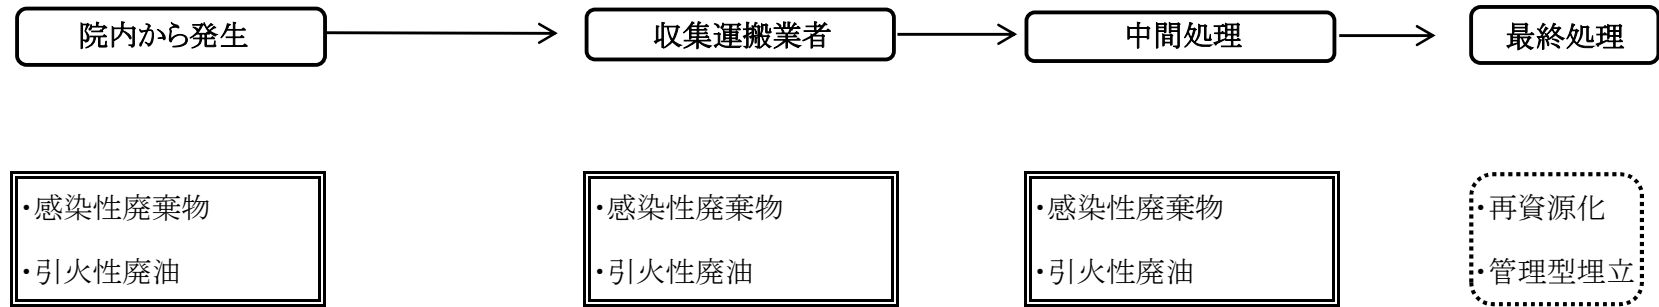 院内から発生
収集運搬業者
中間処理
最終処理
・感染性廃棄物
・引火性廃油
・感染性廃棄物
・引火性廃油
・感染性廃棄物
・引火性廃油
・再資源化
・管理型埋立